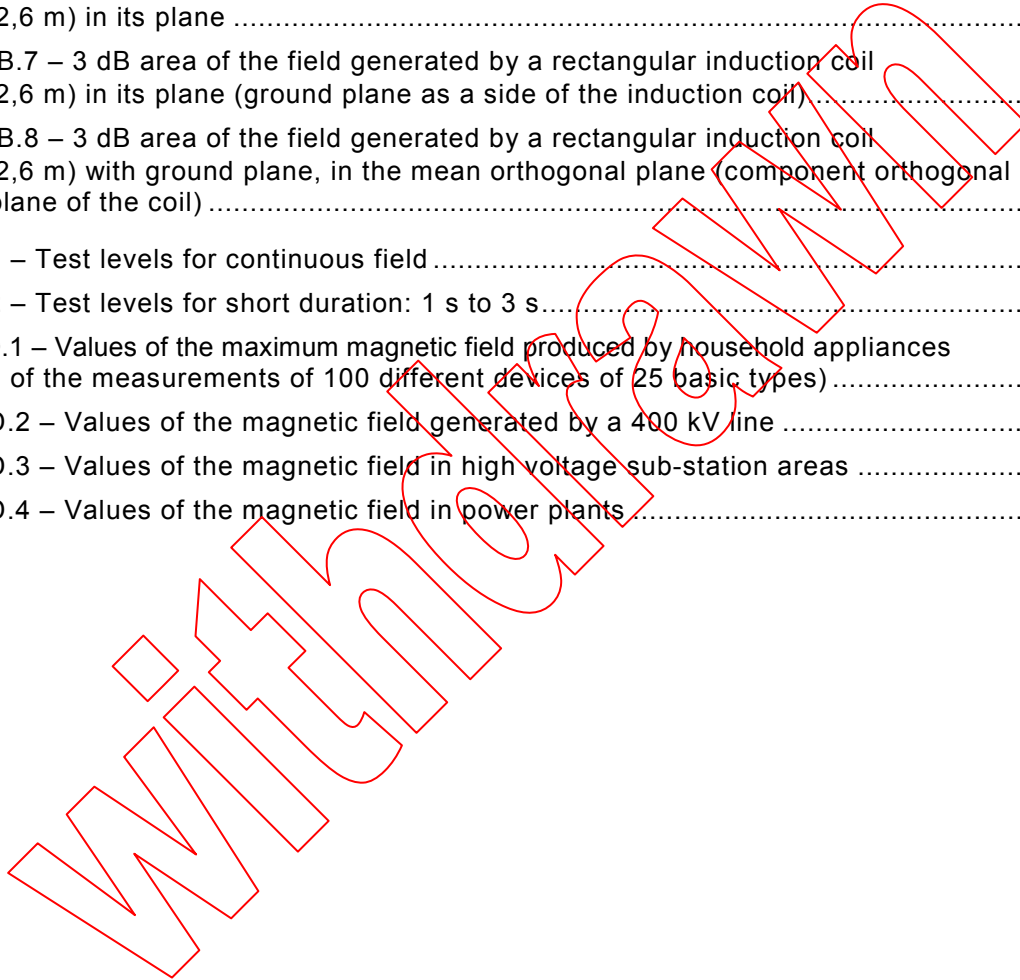 2,6 m) in its plane ................................................................................
B.7 – 3 dB area of the field generated by a rectangular induction coil
2,6 m) in its plane (ground plane as a side of the induction coil)..........................
B.8 – 3 dB area of the field generated by a rectangular induction coil
2,6 m) with ground plane, in the mean orthogonal plane (component orthogonal
plane of the coil) ................................................................................
– Test levels for continuous field ................................................................
– Test levels for short duration: 1 s to 3 s.....................................................
.1 – Values of the maximum magnetic field produced by household appliances
of the measurements of 100 different devices of 25 basic types) .......................
D.2 – Values of the magnetic field generated by a 400 kV line .............................
D.3 – Values of the magnetic field in high voltage sub-station areas ....................
D.4 – Values of the magnetic field in power plants ..........................................
withdrawn